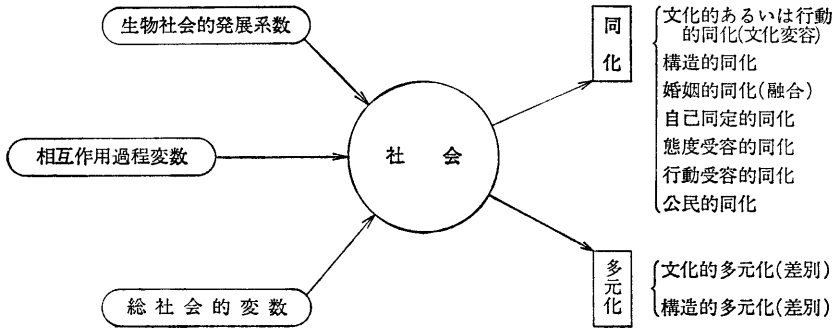 生物社会的発展系数
相互作用過程変数
総社会的変数
社会
同化
文化的あるいは行動
的同化(文化変容)
構造的同化
婚姻的同化(融合)
自己同定的同化
態度受容的同化
行動受容的同化
公民的同化
多元化
文化的多元化(差別)
構造的多元化(差別)